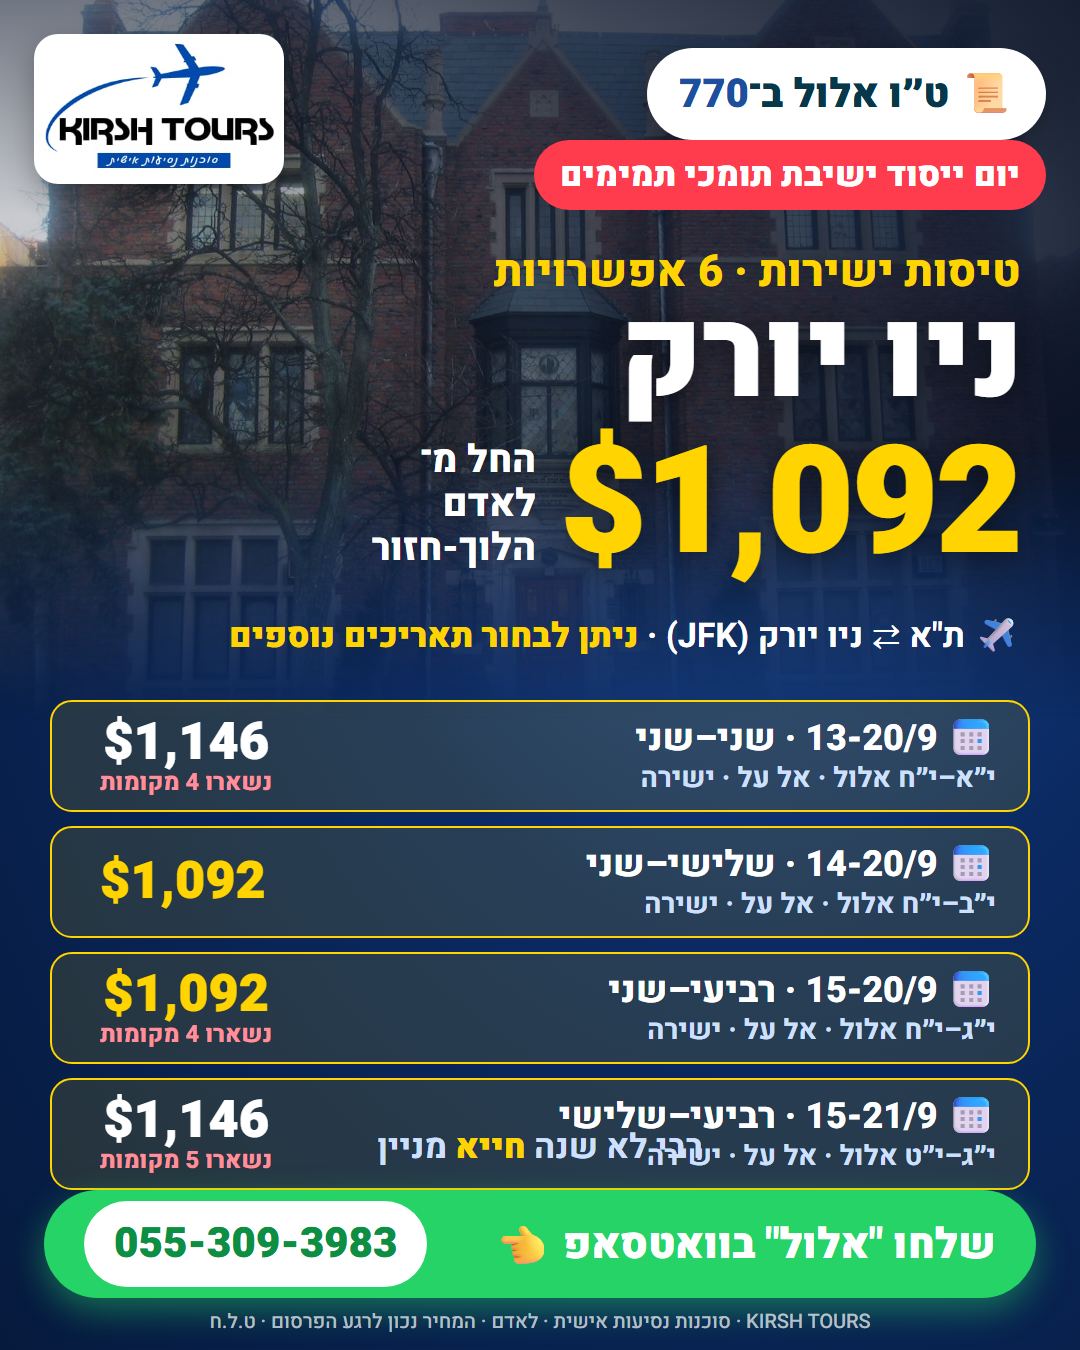 KIRSH TOURS
סוכנות נסיעות אישית
ט״ו אלול ב־770
יום ייסוד ישיבת תומכי תמימים
טיסות ישירות · 6 אפשרויות
ניו יורק
$1,092
החל מ־
לאדם
הלוך-חזור
ת"א ⇄ ניו יורק (JFK) · ניתן לבחור תאריכים נוספים
13-20/9 · שני–שני
י״א–י״ח אלול · אל על · ישירה
$1,146
נשארו 4 מקומות
14-20/9 · שלישי–שני
י״ב–י״ח אלול · אל על · ישירה
$1,092
15-20/9 · רביעי–שני
י״ג–י״ח אלול · אל על · ישירה
$1,092
נשארו 4 מקומות
15-21/9 · רביעי–שלישי
י״ג–י״ט אלול · אל על · ישירה
$1,146
נשארו 5 מקומות
לא שנה חייא מניין
שלחו "אלול" בוואטסאפ
055-309-3983
KIRSH TOURS · סוכנות נסיעות אישית · לאדם · המחיר נכון לרגע הפרסום · ט.ל.ח